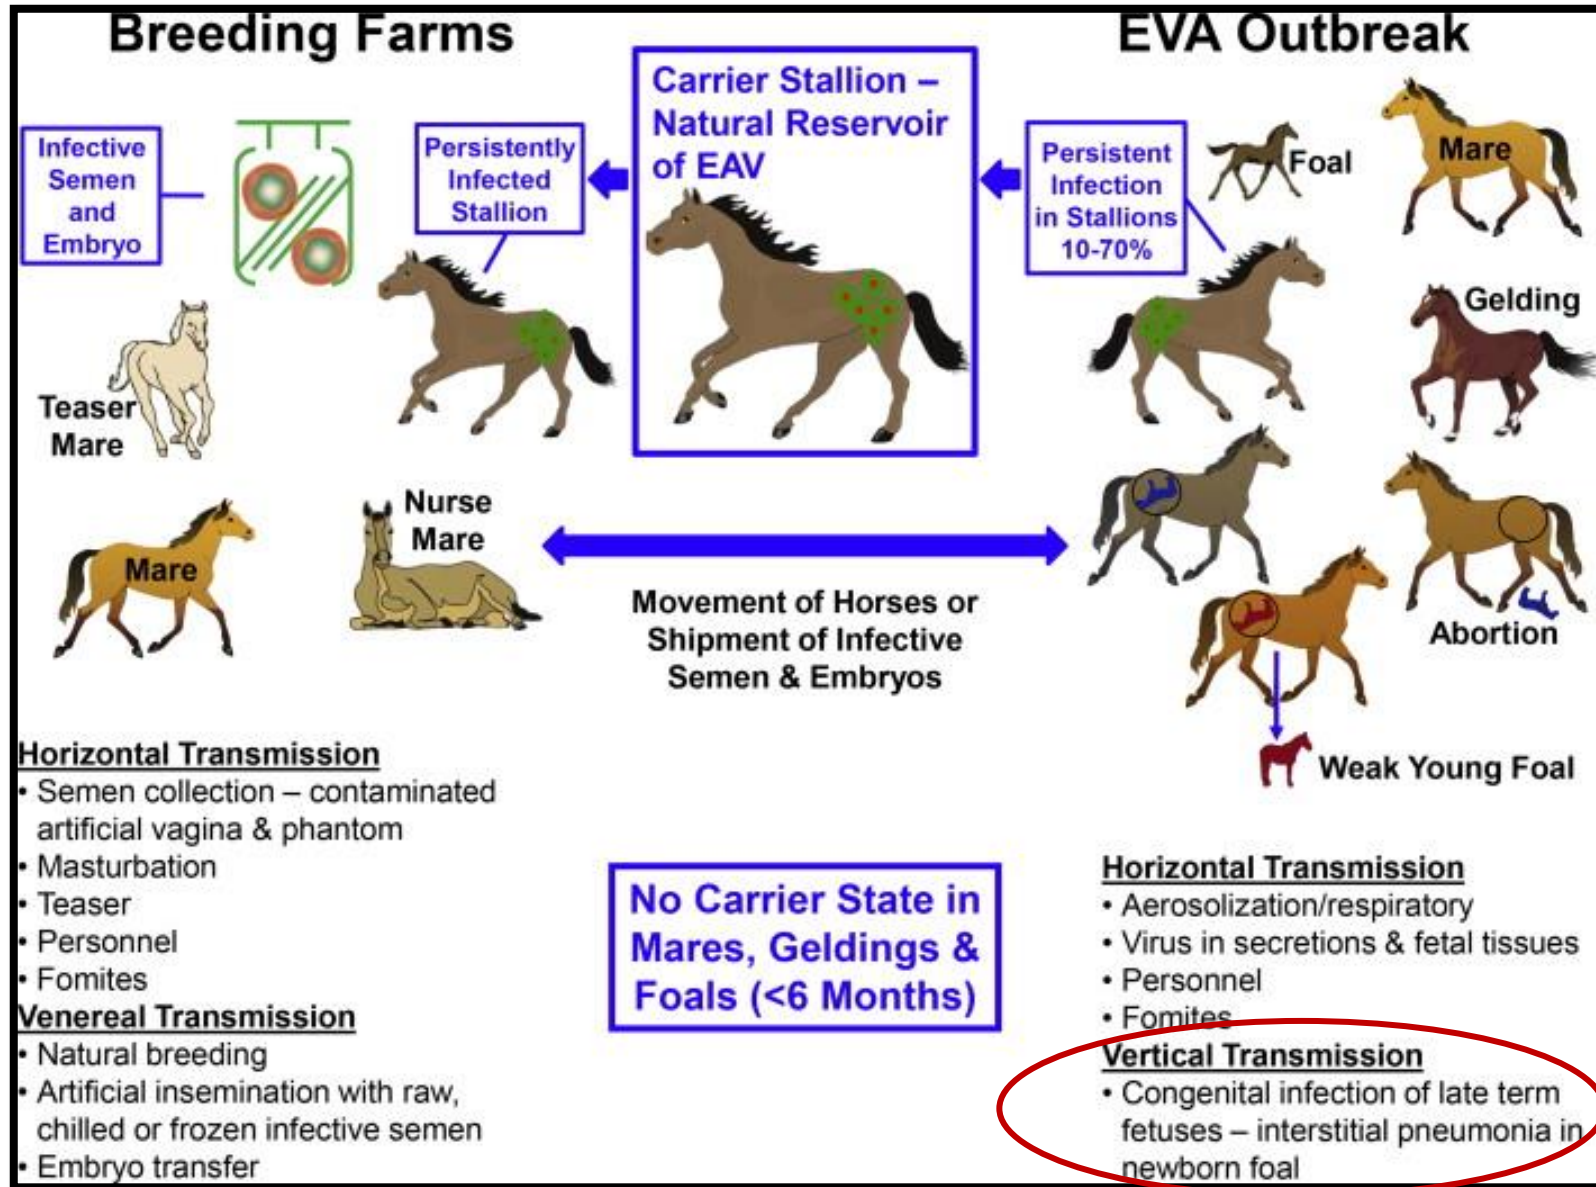 Breeding Farms
EVA Outbreak
Infective
Semen
and
Embryo
Persistently
Infected
Stallion
Carrier Stallion –
Natural Reservoir
of EAV
Persistent
Infection
in Stallions
10-70%
Foal
Mare
Gelding
Teaser
Mare
Mare
Nurse
Mare
Movement of Horses or
Shipment of Infective
Semen & Embryos
Abortion
Weak Young Foal
Horizontal Transmission
• Semen collection – contaminated
artificial vagina & phantom
• Masturbation
• Teaser
• Personnel
• Fomites
Venereal Transmission
• Natural breeding
• Artificial insemination with raw,
chilled or frozen infective semen
• Embryo transfer
No Carrier State in
Mares, Geldings &
Foals (<6 Months)
Horizontal Transmission
• Aerosolization/respiratory
• Virus in secretions & fetal tissues
• Personnel
• Fomites
Vertical Transmission
• Congenital infection of late term
fetuses – interstitial pneumonia in
newborn foal